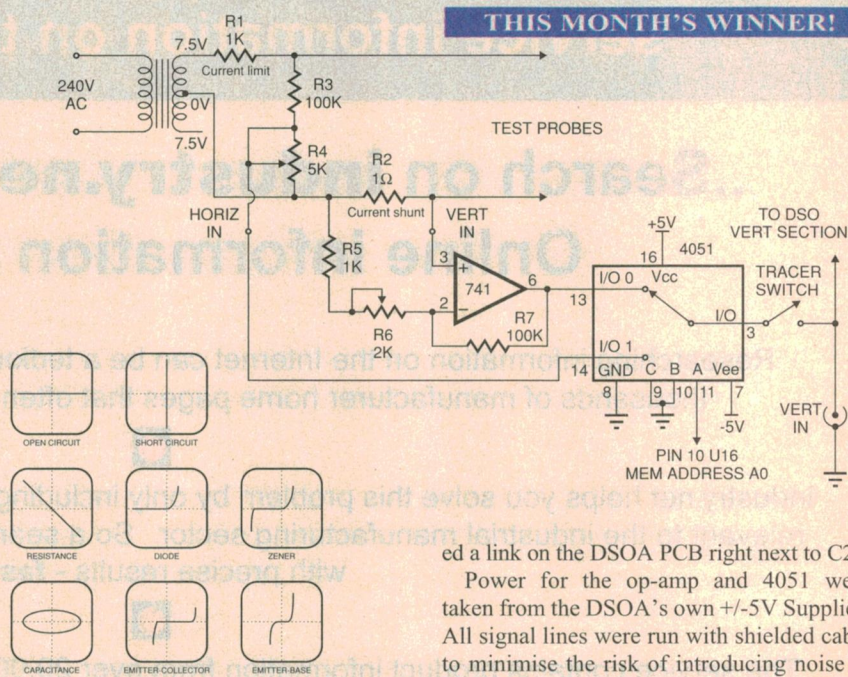 THIS MONTH'S WINNER!
240V
AC
7.5V
0V
7.5V
R1
1K
Current limit
R3
100K
R4
5K
TEST PROBES
R2
1Ω
Current shunt
HORIZ
IN
VERT
IN
R5
1K
R6
2K
3
+
741
2
–
6
R7
100K
+5V
16
4051
Vcc
I/O 0
13
I/O
3
I/O 1
14
GND
C
B
A
Vee
8
9
10
11
7
-5V
PIN 10 U16
MEM ADDRESS A0
TO DSO
VERT SECTION
TRACER
SWITCH
VERT
IN
OPEN CIRCUIT
SHORT CIRCUIT
RESISTANCE
DIODE
ZENER
CAPACITANCE
EMITTER-COLLECTOR
EMITTER-BASE
ed a link on the DSOA PCB right next to C2
Power for the op-amp and 4051 we
taken from the DSOA's own +/-5V Supplie
All signal lines were run with shielded cab
to minimise the risk of introducing noise
Search on industry.ne
Online information